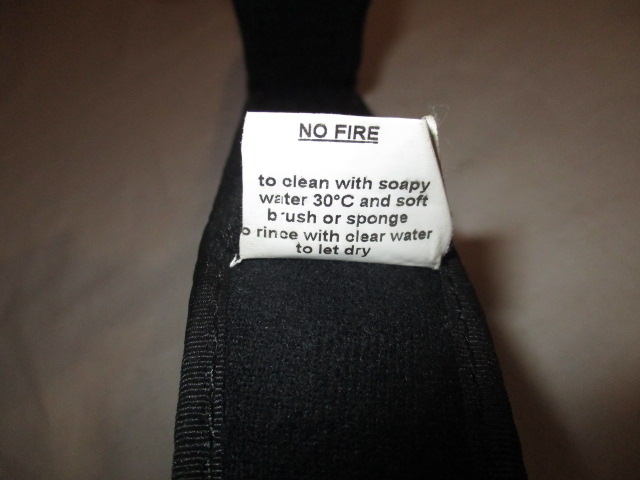 NO FIRE
to clean with soapy
water 30°C and soft
brush or sponge
o rince with clear water
to let dry